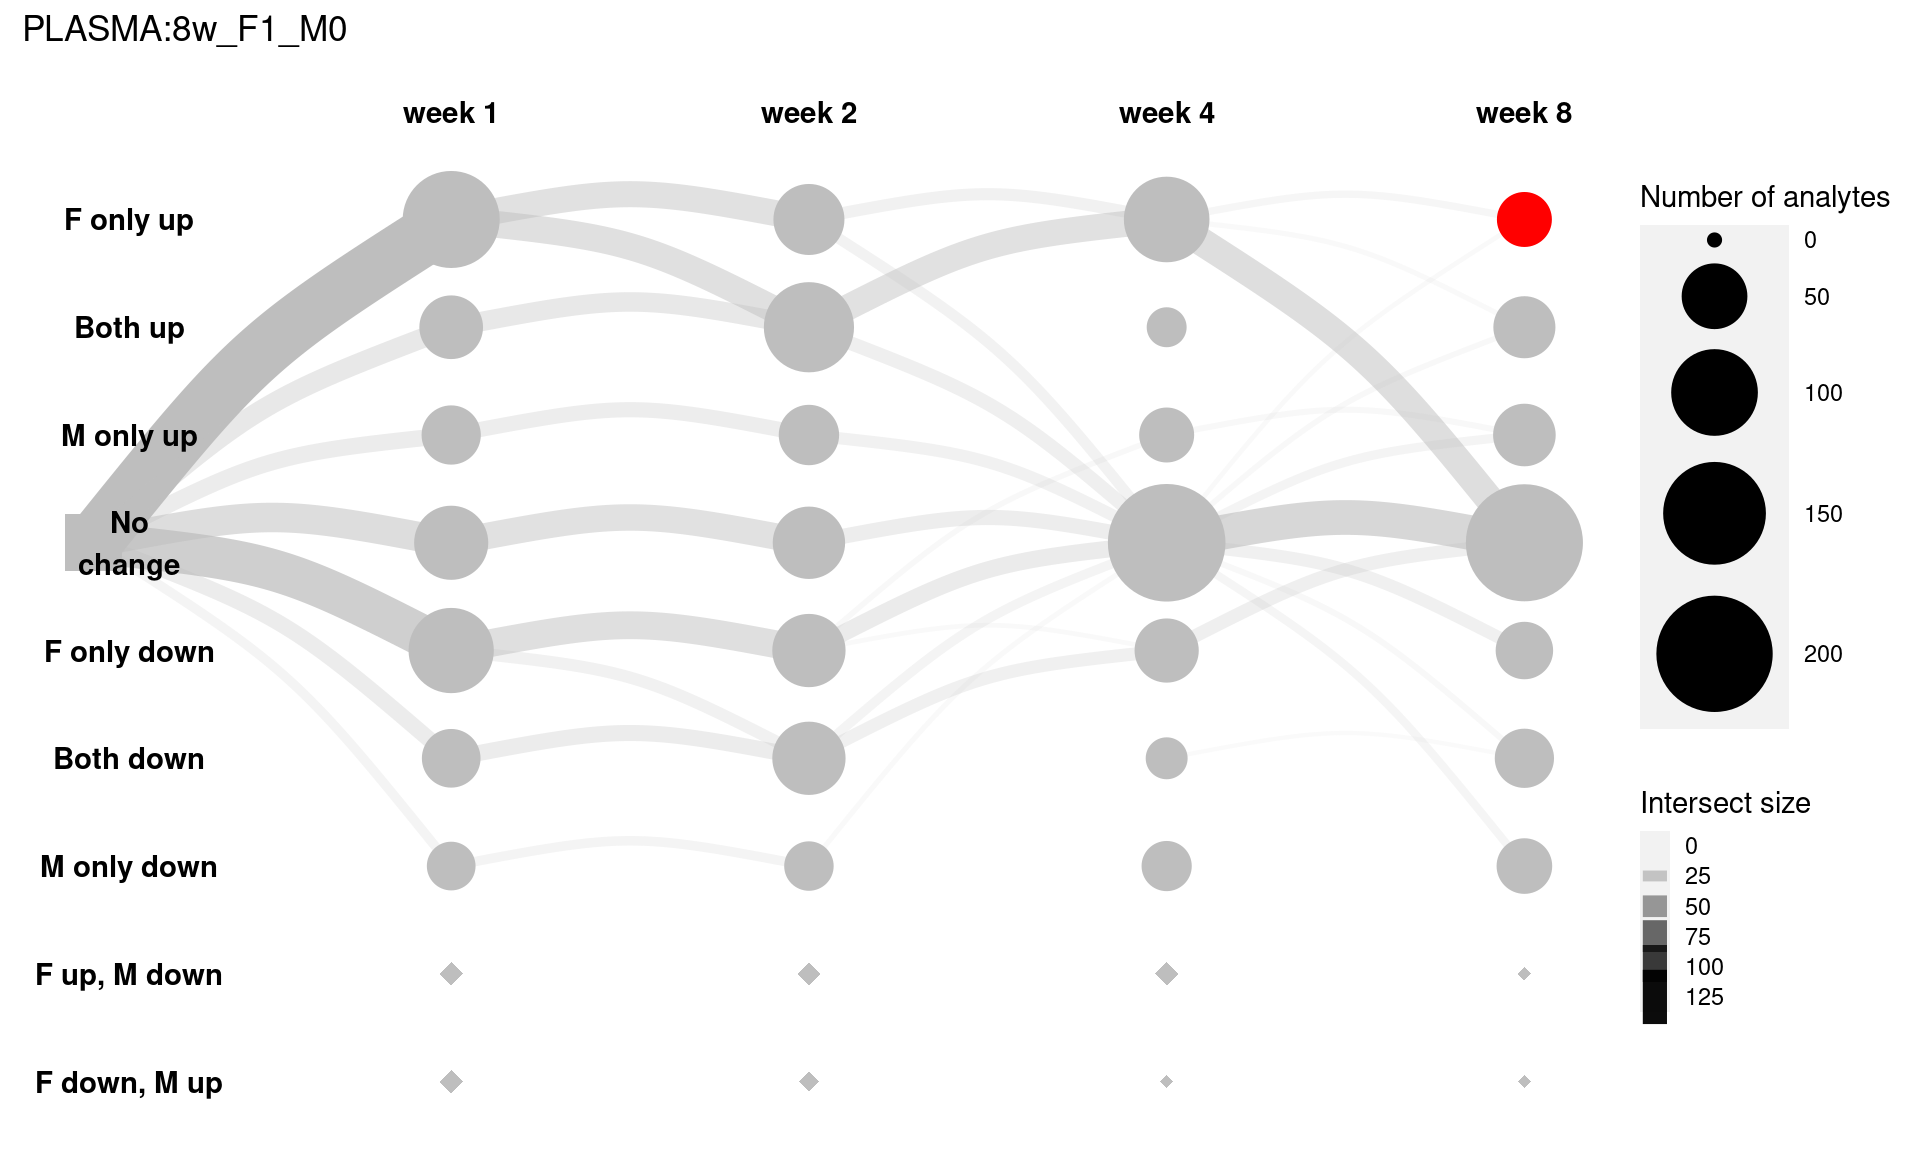 PLASMA:8w_F1_M0
week 1
week 2
week 4
week 8
F only up
Both up
M only up
No
change
F only down
Both down
M only down
F up, M down
F down, M up
Number of analytes
0
50
100
150
200
Intersect size
0
25
50
75
100
125